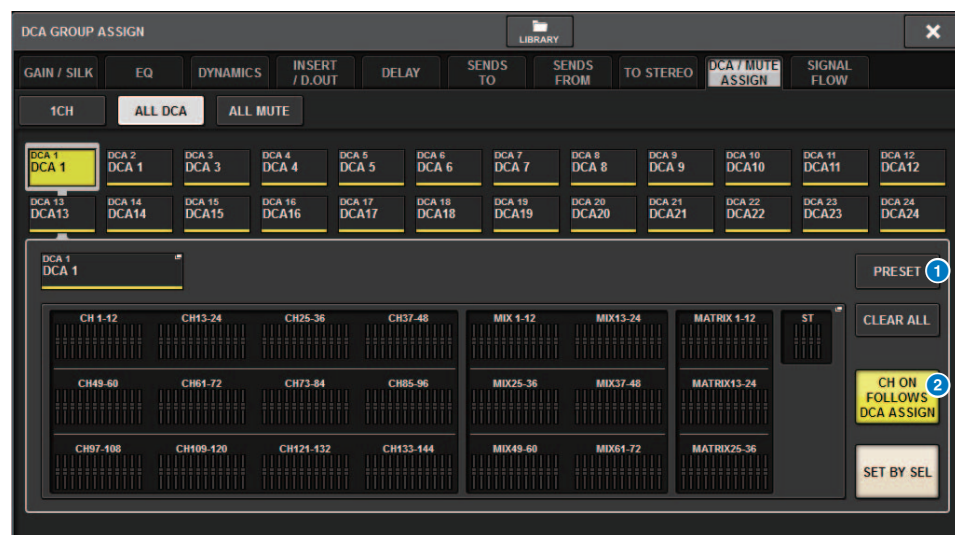 DCA GROUP ASSIGN
LIBRARY
×
GAIN / SILK
EQ
DYNAMICS
INSERT
/ D.OUT
DELAY
SENDS
TO
SENDS
FROM
TO STEREO
DCA / MUTE
ASSIGN
SIGNAL
FLOW
1CH
ALL DCA
ALL MUTE
DCA 1
DCA 1
DCA 2
DCA 1
DCA 3
DCA 3
DCA 4
DCA 4
DCA 5
DCA 5
DCA 6
DCA 6
DCA 7
DCA 7
DCA 8
DCA 8
DCA 9
DCA 9
DCA 10
DCA10
DCA 11
DCA11
DCA 12
DCA12
DCA 13
DCA13
DCA 14
DCA14
DCA 15
DCA15
DCA 16
DCA16
DCA 17
DCA17
DCA 18
DCA18
DCA 19
DCA19
DCA 20
DCA20
DCA 21
DCA21
DCA 22
DCA22
DCA 23
DCA23
DCA 24
DCA24
DCA 1
DCA 1
PRESET
1
CH 1-12
CH13-24
CH25-36
CH37-48
MIX 1-12
MIX13-24
MATRIX 1-12
ST
CLEAR ALL
CH49-60
CH61-72
CH73-84
CH85-96
MIX25-36
MIX37-48
MATRIX13-24
CH ON
FOLLOWS
DCA ASSIGN
2
CH97-108
CH109-120
CH121-132
CH133-144
MIX49-60
MIX61-72
MATRIX25-36
SET BY SEL